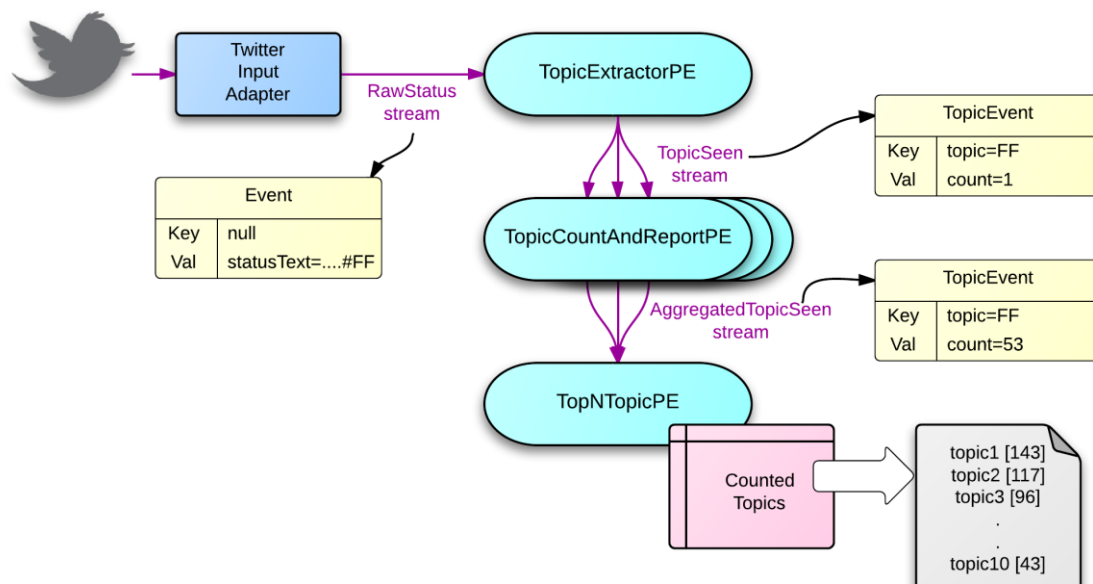 Twitter
Input
Adapter
RawStatus
stream
TopicExtractorPE
Event
Key null
Val statusText=....#FF
TopicSeen
stream
TopicEvent
Key topic=FF
Val count=1
TopicCountAndReportPE
AggregatedTopicSeen
stream
TopicEvent
Key topic=FF
Val count=53
TopNTopicPE
Counted
Topics
topic1 [143]
topic2 [117]
topic3 [96]
.
.
topic10 [43]